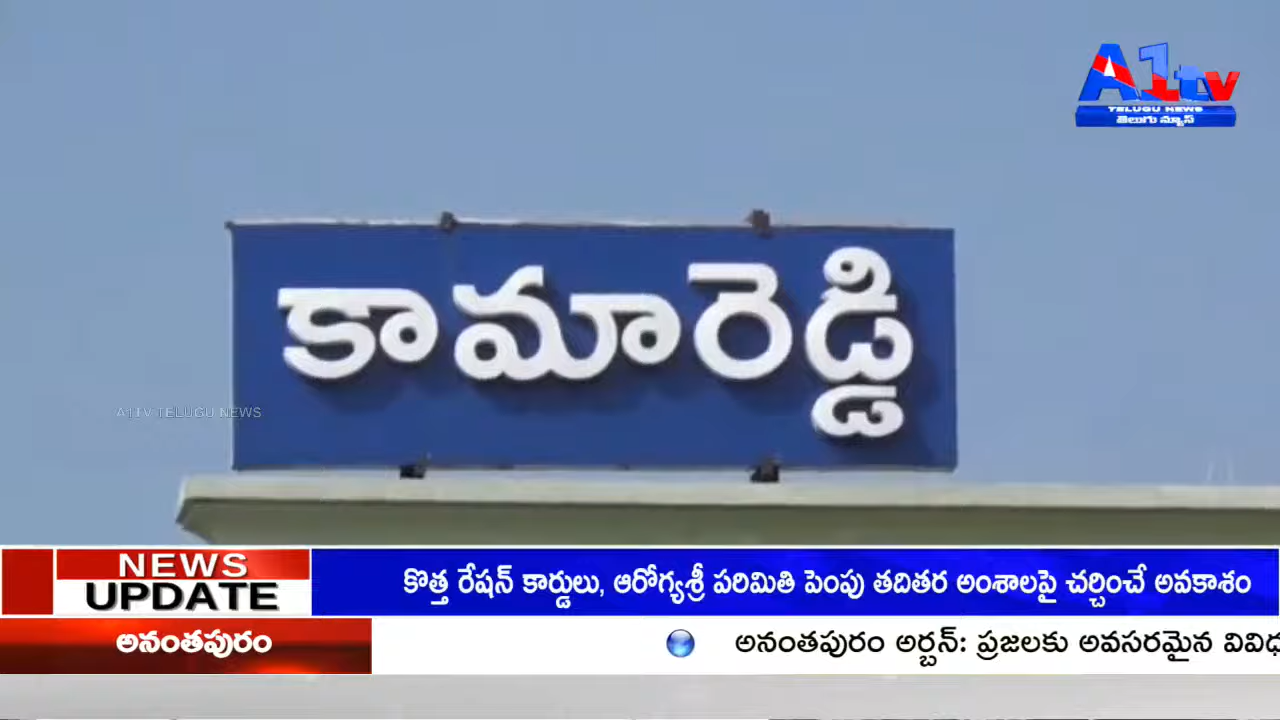 A1tv
TELUGU NEWS
తెలుగు న్యూస్
కామారెడ్డి
A1TV TELUGU NEWS
NEWS
UPDATE
కొత్త రేషన్ కార్డులు, ఆరోగ్యశ్రీ పరిమితి పెంపు తదితర అంశాలపై చర్చించే అవకాశం
అనంతపురం
అనంతపురం అర్బన్: ప్రజలకు అవసరమైన వివిధ